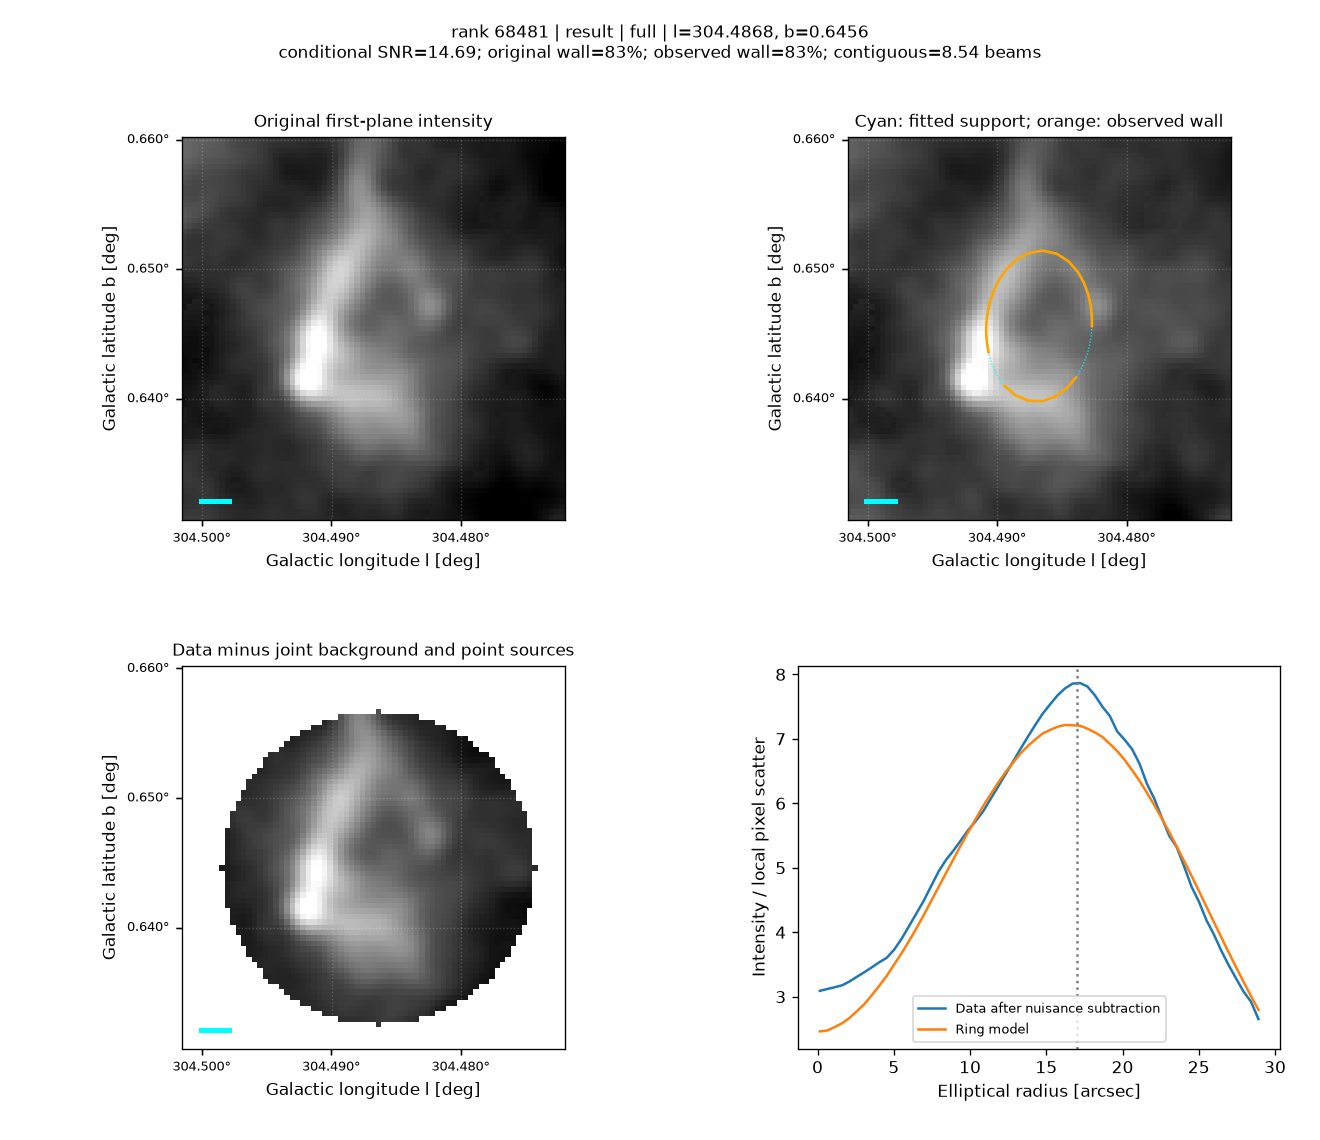 rank 68481 | result | full | l=304.4868, b=0.6456
conditional SNR=14.69; original wall=83%; observed wall=83%; contiguous=8.54 beams
Original first-plane intensity
0.660°
0.650°
0.640°
Galactic latitude b [deg]
304.500°
304.490°
304.480°
Galactic longitude l [deg]
Cyan: fitted support; orange: observed wall
0.660°
0.650°
0.640°
Galactic latitude b [deg]
304.500°
304.490°
304.480°
Galactic longitude l [deg]
Data minus joint background and point sources
0.660°
0.650°
0.640°
Galactic latitude b [deg]
304.500°
304.490°
304.480°
Galactic longitude l [deg]
8
7
6
5
4
3
Intensity / local pixel scatter
Data after nuisance subtraction
Ring model
0
5
10
15
20
25
30
Elliptical radius [arcsec]